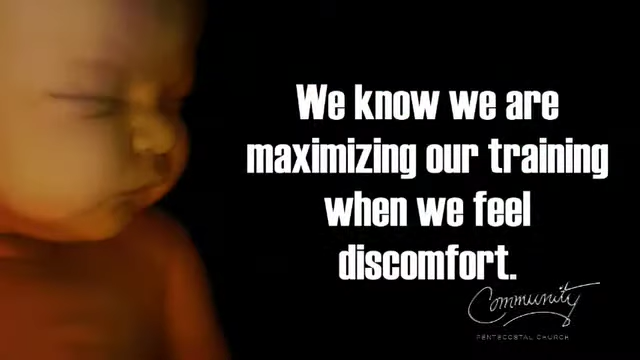 We know we are
maximizing our training
when we feel
discomfort.
Community
PENTECOSTAL CHURCH